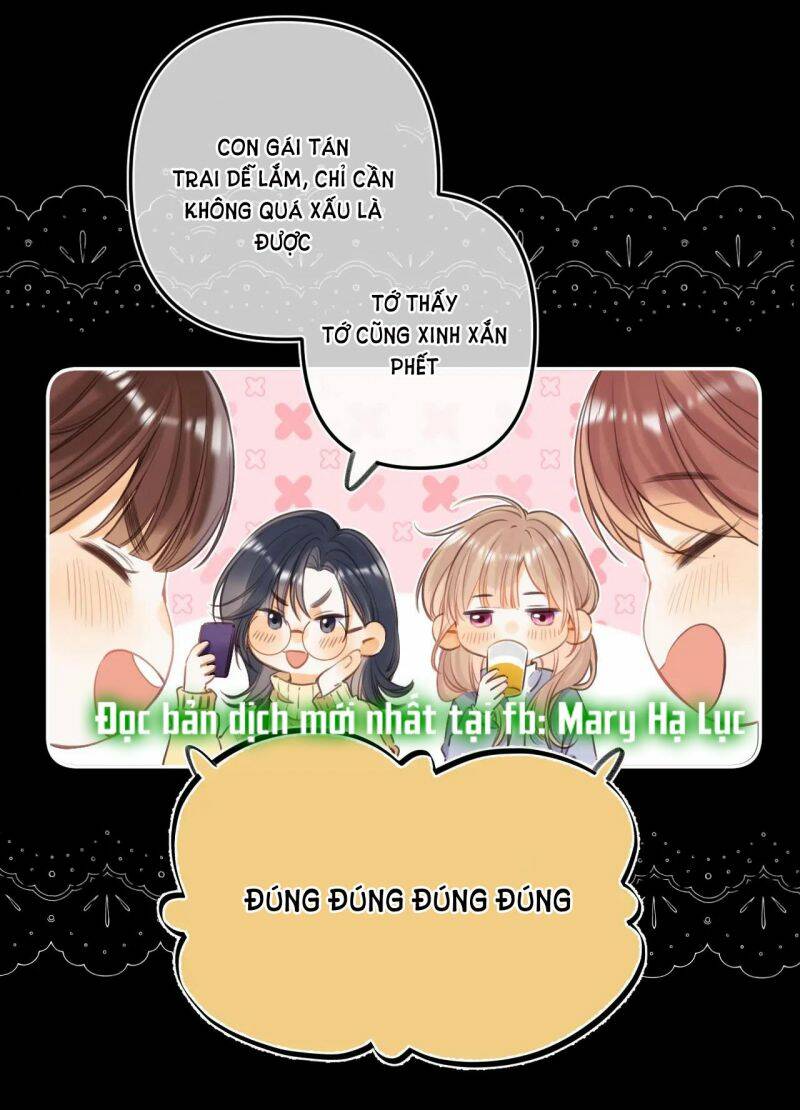 CON GÁI TÁN
TRAI DỄ LẮM, CHỈ CẦN
KHÔNG QUÁ XẤU LÀ
ĐƯỢC
TỚ THẤY
TỚ CŨNG XINH XẮN
PHẾT
Đọc bản dịch mới nhất tại fb: Mary Hạ Lục
ĐÚNG ĐÚNG ĐÚNG ĐÚNG